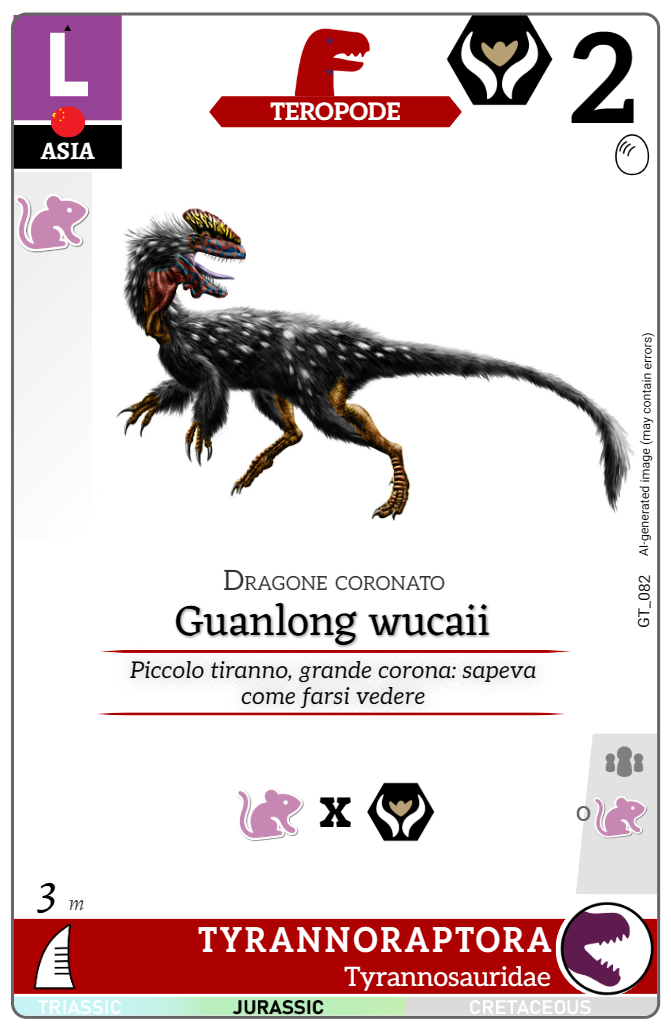 L
TEROPODE
2
ASIA
AI-generated image (may contain errors)
GT_082
Dragone coronato
Guanlong wucaii
Piccolo tiranno, grande corona: sapeva
come farsi vedere
x
o
3 m
TYRANNORAPTORA
Tyrannosauridae
TRIASSIC
JURASSIC
CRETACEOUS